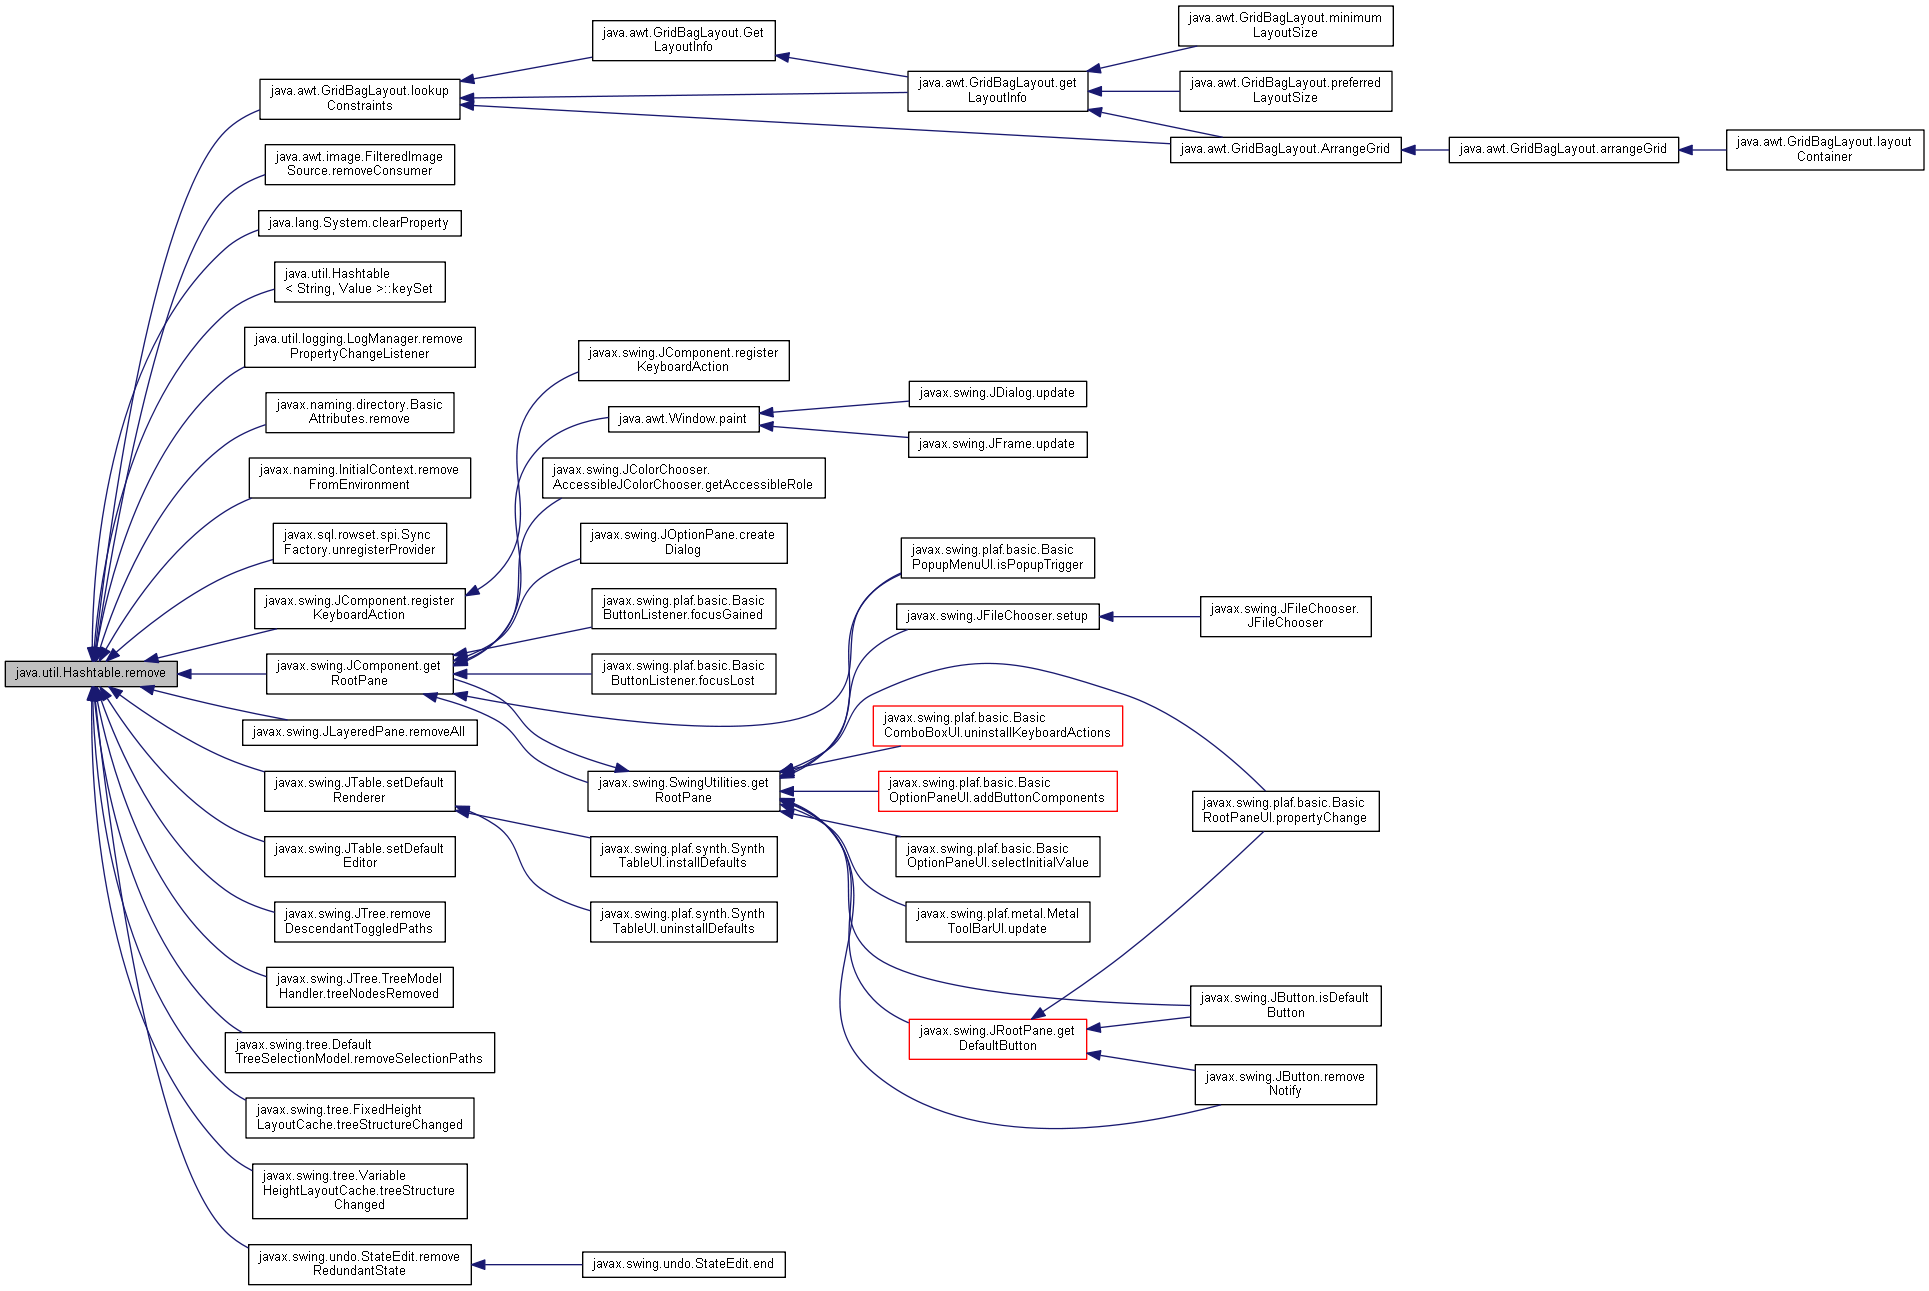 java.util.Hashtable.remove
java.awt.GridBagLayout.lookup
Constraints
java.awt.image.FilteredImage
Source.removeConsumer
java.lang.System.clearProperty
java.util.Hashtable
< String, Value >::keySet
java.util.logging.LogManager.remove
PropertyChangeListener
javax.naming.directory.Basic
Attributes.remove
javax.naming.InitialContext.remove
FromEnvironment
javax.sql.rowset.spi.Sync
Factory.unregisterProvider
javax.swing.JComponent.register
KeyboardAction
javax.swing.JComponent.get
RootPane
javax.swing.JLayeredPane.removeAll
javax.swing.JTable.setDefault
Renderer
javax.swing.JTable.setDefault
Editor
javax.swing.JTree.remove
DescendantToggledPaths
javax.swing.JTree.TreeModel
Handler.treeNodesRemoved
javax.swing.tree.Default
TreeSelectionModel.removeSelectionPaths
javax.swing.tree.FixedHeight
LayoutCache.treeStructureChanged
javax.swing.tree.Variable
HeightLayoutCache.treeStructure
Changed
javax.swing.undo.StateEdit.remove
RedundantState
java.awt.GridBagLayout.Get
LayoutInfo
javax.swing.JComponent.register
KeyboardAction
java.awt.Window.paint
javax.swing.JColorChooser.
AccessibleJColorChooser.getAccessibleRole
javax.swing.JOptionPane.create
Dialog
javax.swing.plaf.basic.Basic
ButtonListener.focusGained
javax.swing.plaf.basic.Basic
ButtonListener.focusLost
javax.swing.SwingUtilities.get
RootPane
javax.swing.plaf.synth.Synth
TableUI.installDefaults
javax.swing.plaf.synth.Synth
TableUI.uninstallDefaults
javax.swing.undo.StateEdit.end
java.awt.GridBagLayout.get
LayoutInfo
javax.swing.JDialog.update
javax.swing.JFrame.update
javax.swing.plaf.basic.Basic
PopupMenuUI.isPopupTrigger
javax.swing.JFileChooser.setup
javax.swing.plaf.basic.Basic
ComboBoxUI.uninstallKeyboardActions
javax.swing.plaf.basic.Basic
OptionPaneUI.addButtonComponents
javax.swing.plaf.basic.Basic
OptionPaneUI.selectInitialValue
javax.swing.plaf.metal.Metal
ToolBarUI.update
javax.swing.JRootPane.get
DefaultButton
java.awt.GridBagLayout.minimum
LayoutSize
java.awt.GridBagLayout.preferred
LayoutSize
java.awt.GridBagLayout.ArrangeGrid
javax.swing.JFileChooser.
JFileChooser
javax.swing.plaf.basic.Basic
RootPaneUI.propertyChange
javax.swing.JButton.isDefault
Button
javax.swing.JButton.remove
Notify
java.awt.GridBagLayout.arrangeGrid
java.awt.GridBagLayout.layout
Container